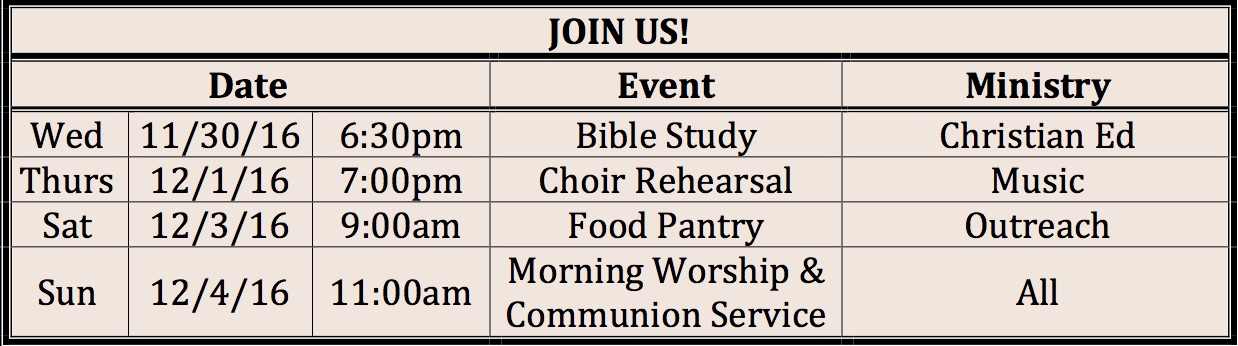 JOIN US!
Date Event Ministry
Wed 11/30/16 6:30pm Bible Study Christian Ed
Thurs 12/1/16 7:00pm Choir Rehearsal Music
Sat 12/3/16 9:00am Food Pantry Outreach
Sun 12/4/16 11:00am Morning Worship &
Communion Service All